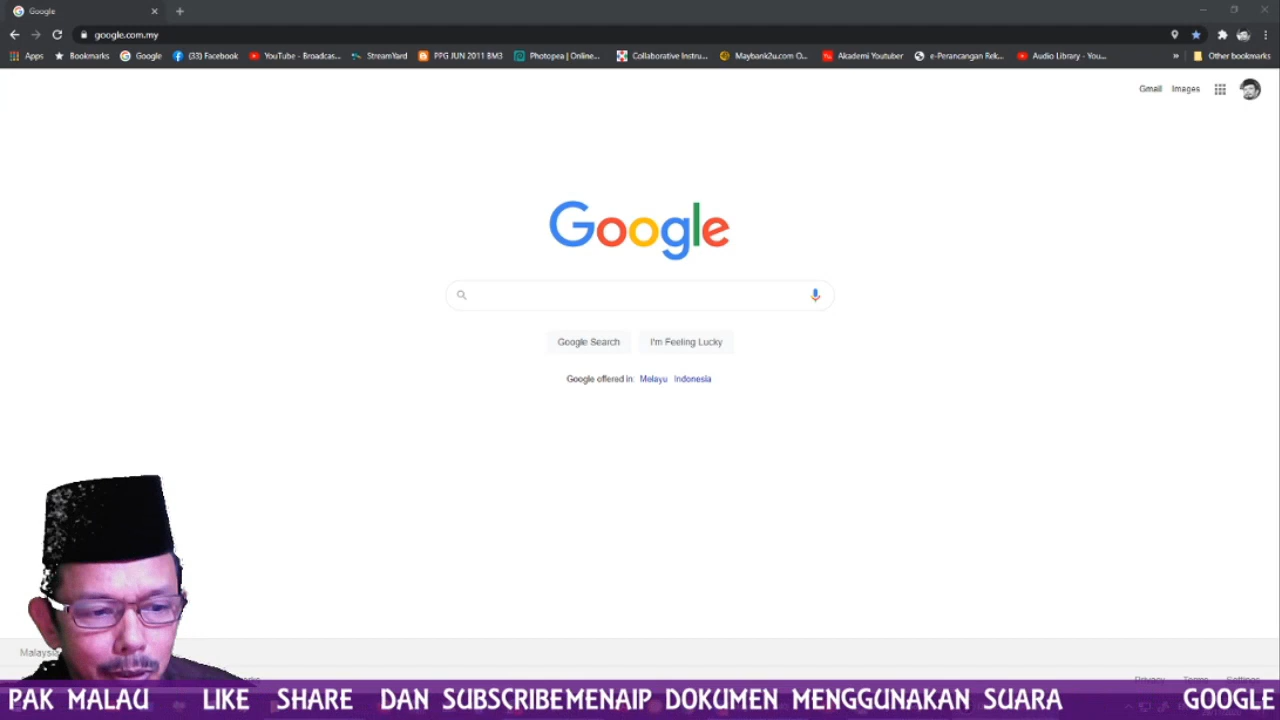 Google
google.com.my
Apps Bookmarks Google (33) Facebook YouTube - Broadcas... StreamYard PPG JUN 2011 BM3 Photopea | Online... Collaborative Instru... Maybank2u.com O... Akademi Youtuber e-Perancangan Rek... Audio Library - You... » Other bookmarks
Gmail Images
Google
Google Search I'm Feeling Lucky
Google offered in: Melayu Indonesia
Malaysia
Privacy Terms Settings
PAK MALAU LIKE SHARE DAN SUBSCRIBE MENAIP DOKUMEN MENGGUNAKAN SUARA GOOGLE